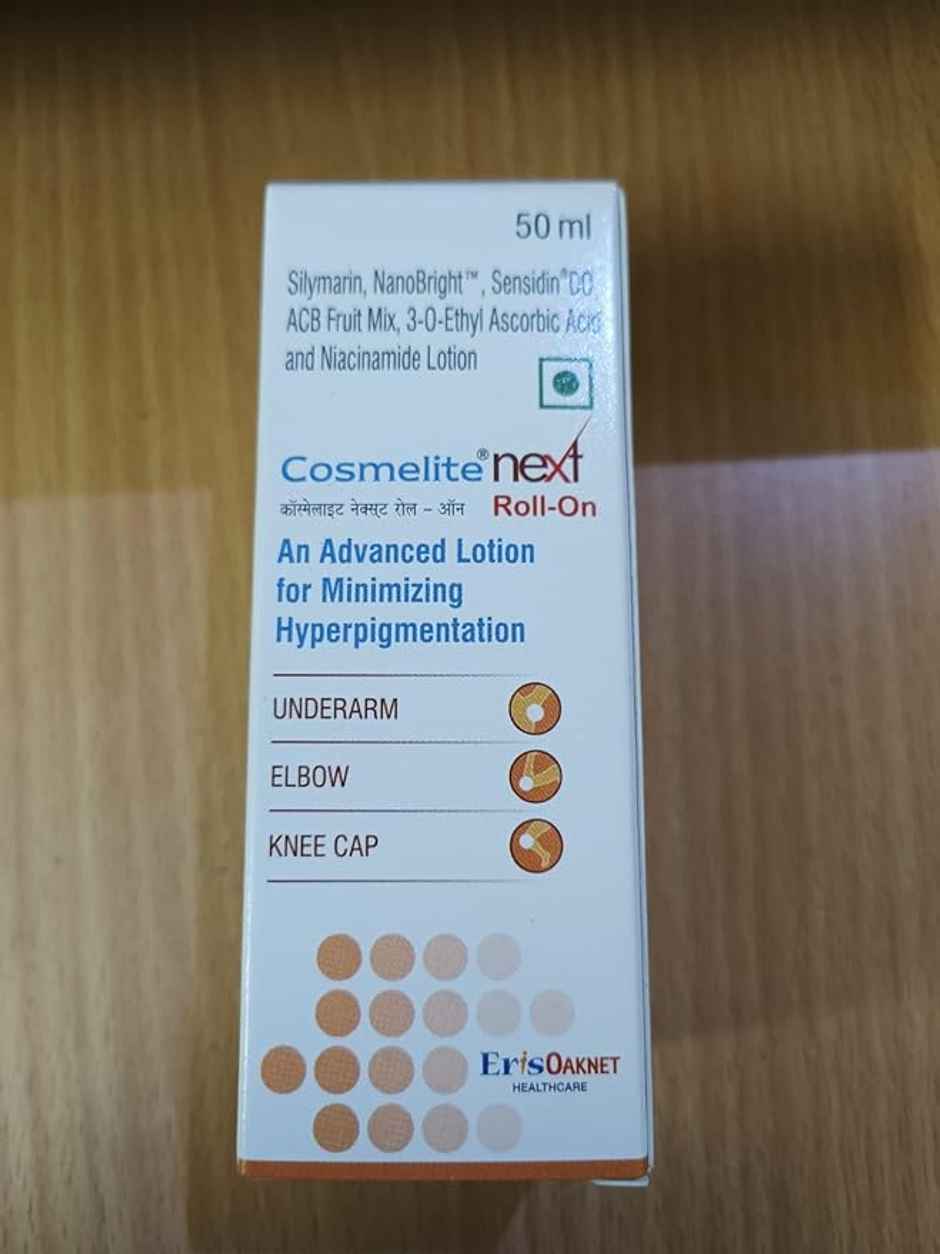 50 ml
Silymarin, NanoBright™, Sensidin® DO
ACB Fruit Mix, 3-O-Ethyl Ascorbic Acid
and Niacinamide Lotion
Cosmelite® next
कॉस्मेलाइट नेक्स्ट रोल - ऑन Roll-On
An Advanced Lotion
for Minimizing
Hyperpigmentation
UNDERARM
ELBOW
KNEE CAP
ErisOAKNET
HEALTHCARE